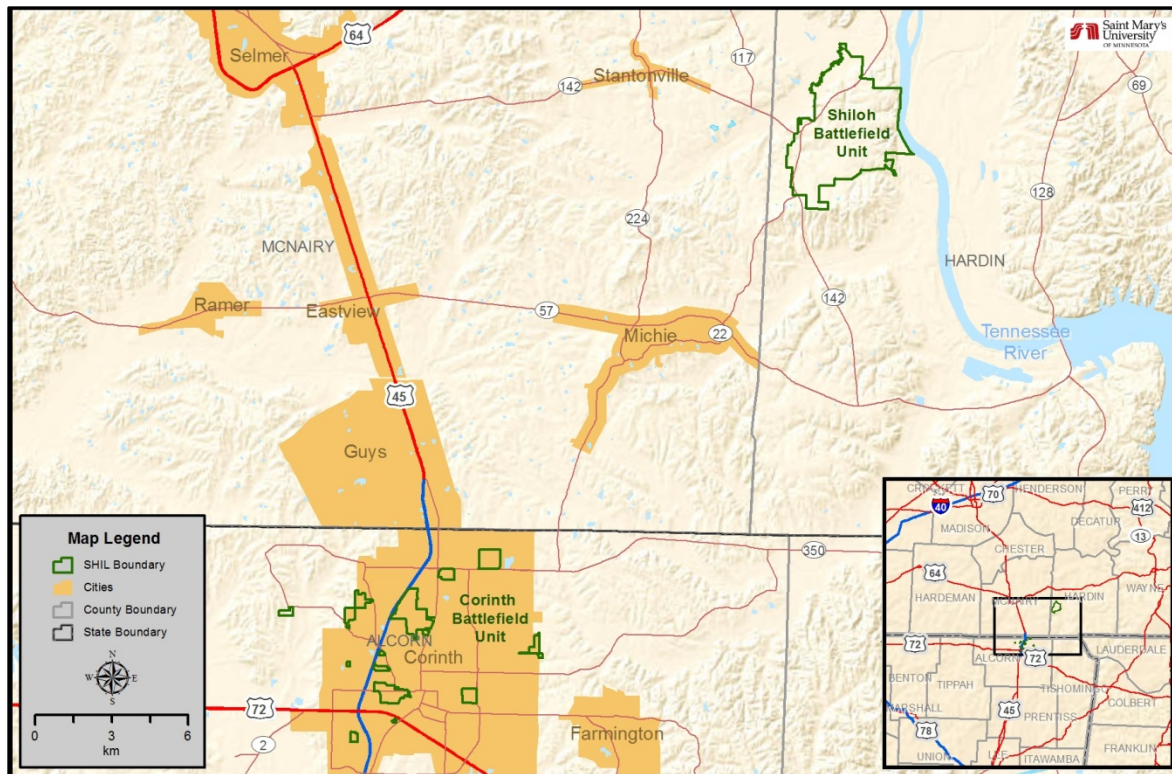 Saint Mary's
University
OF MINNESOTA
Selmer
64
Stantonville
142
117
69
Shiloh
Battlefield
Unit
128
224
MCNAIRY
HARDIN
142
Ramer
Eastview
57
Michie
22
Tennessee
River
45
Guys
350
Corinth
Battlefield
Unit
ALCORN
Corinth
72
2
Farmington
Map Legend
SHIL Boundary
Cities
County Boundary
State Boundary
N
W E
S
0 3 6
km
CROCKETT
HENDERSON
PERRY
40
70
412
MADISON
DECATUR
13
CHESTER
64
WAYNE
HARDEMAN
MCNAIRY
HARDIN
72
LAUDERDALE
ALCORN
72
BENTON
TIPPAH
TISHOMINGO
COLBERT
MARSHALL
45
PRENTISS
78
FRANKLIN
UNION
LEE
ITAWAMBA